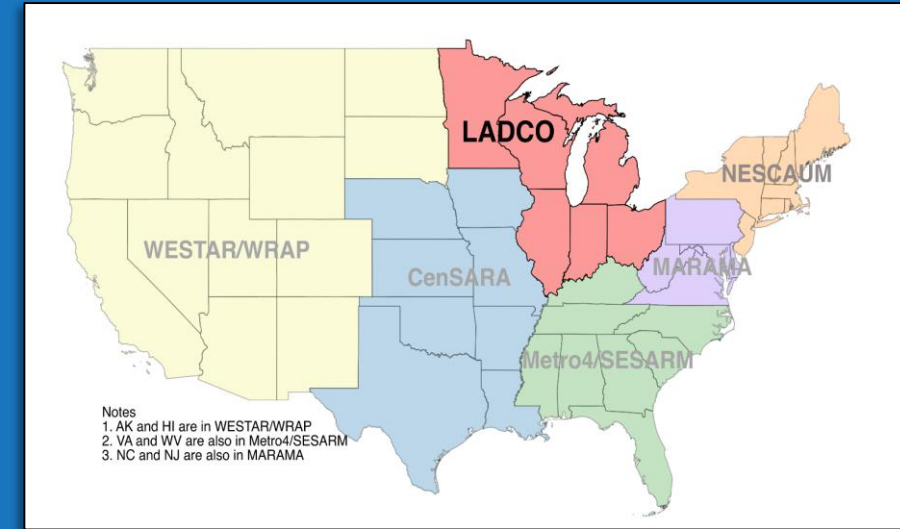 LADCO
NESCAUM
WESTAR/WRAP
MARAMA
CenSARA
Metro4/SESARM
Notes
1. AK and HI are in WESTAR/WRAP
2. VA and WV are also in Metro4/SESARM
3. NC and NJ are also in MARAMA